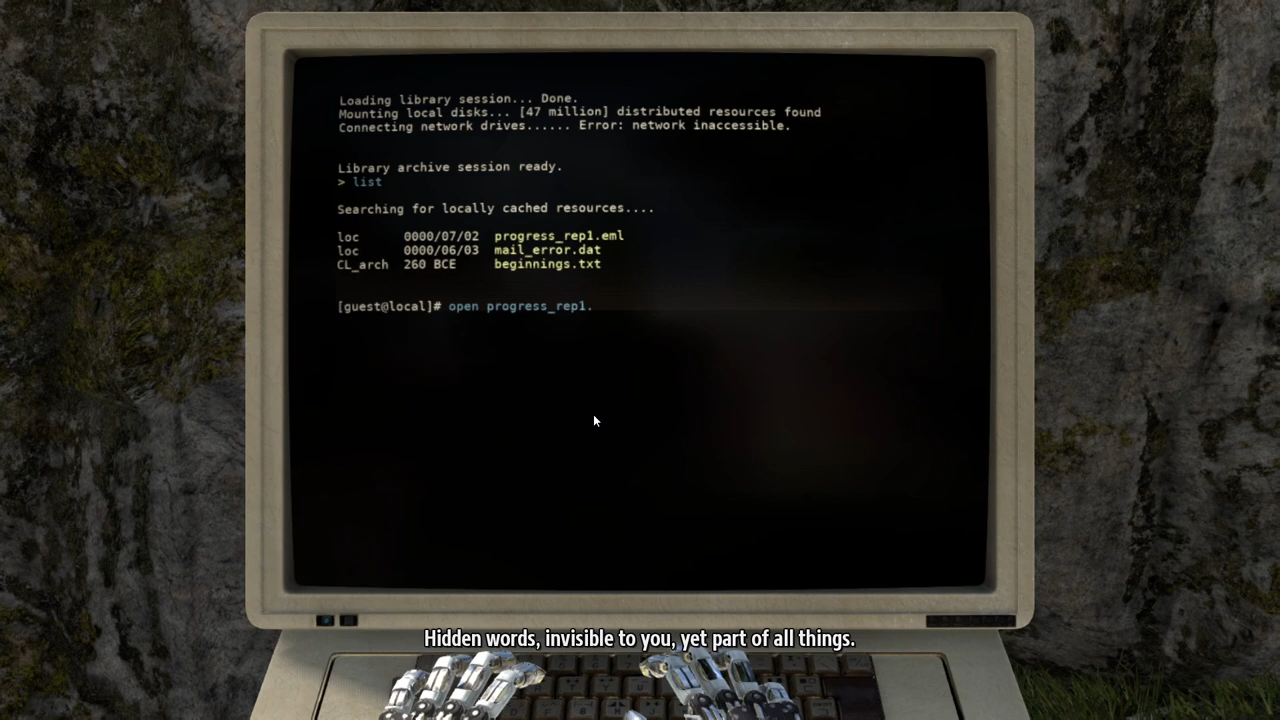 Loading library session... Done.
Mounting local disks... [47 million] distributed resources found
Connecting network drives...... Error: network inaccessible.
Library archive session ready.
> list
Searching for locally cached resources....
loc 0000/07/02 progress_rep1.eml
loc 0000/06/03 mail_error.dat
CL_arch 260 BCE beginnings.txt
[guest@local]# open progress_rep1.
Hidden words, invisible to you, yet part of all things.